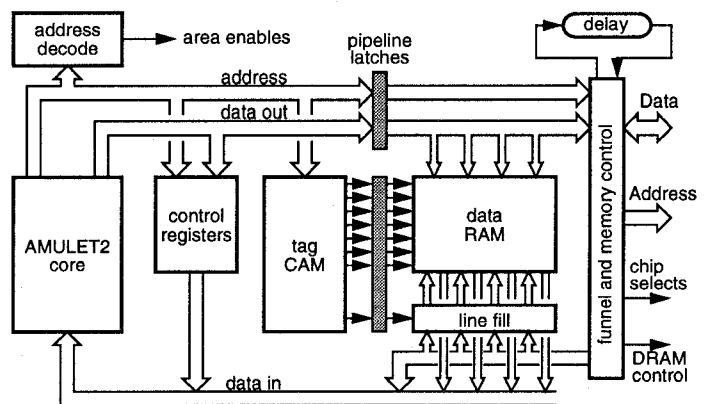 address
decode
area enables
pipeline
latches
delay
address
data out
Data
AMULET2
core
control
registers
tag
CAM
data
RAM
funnel and memory control
Address
chip
selects
line fill
DRAM
control
data in